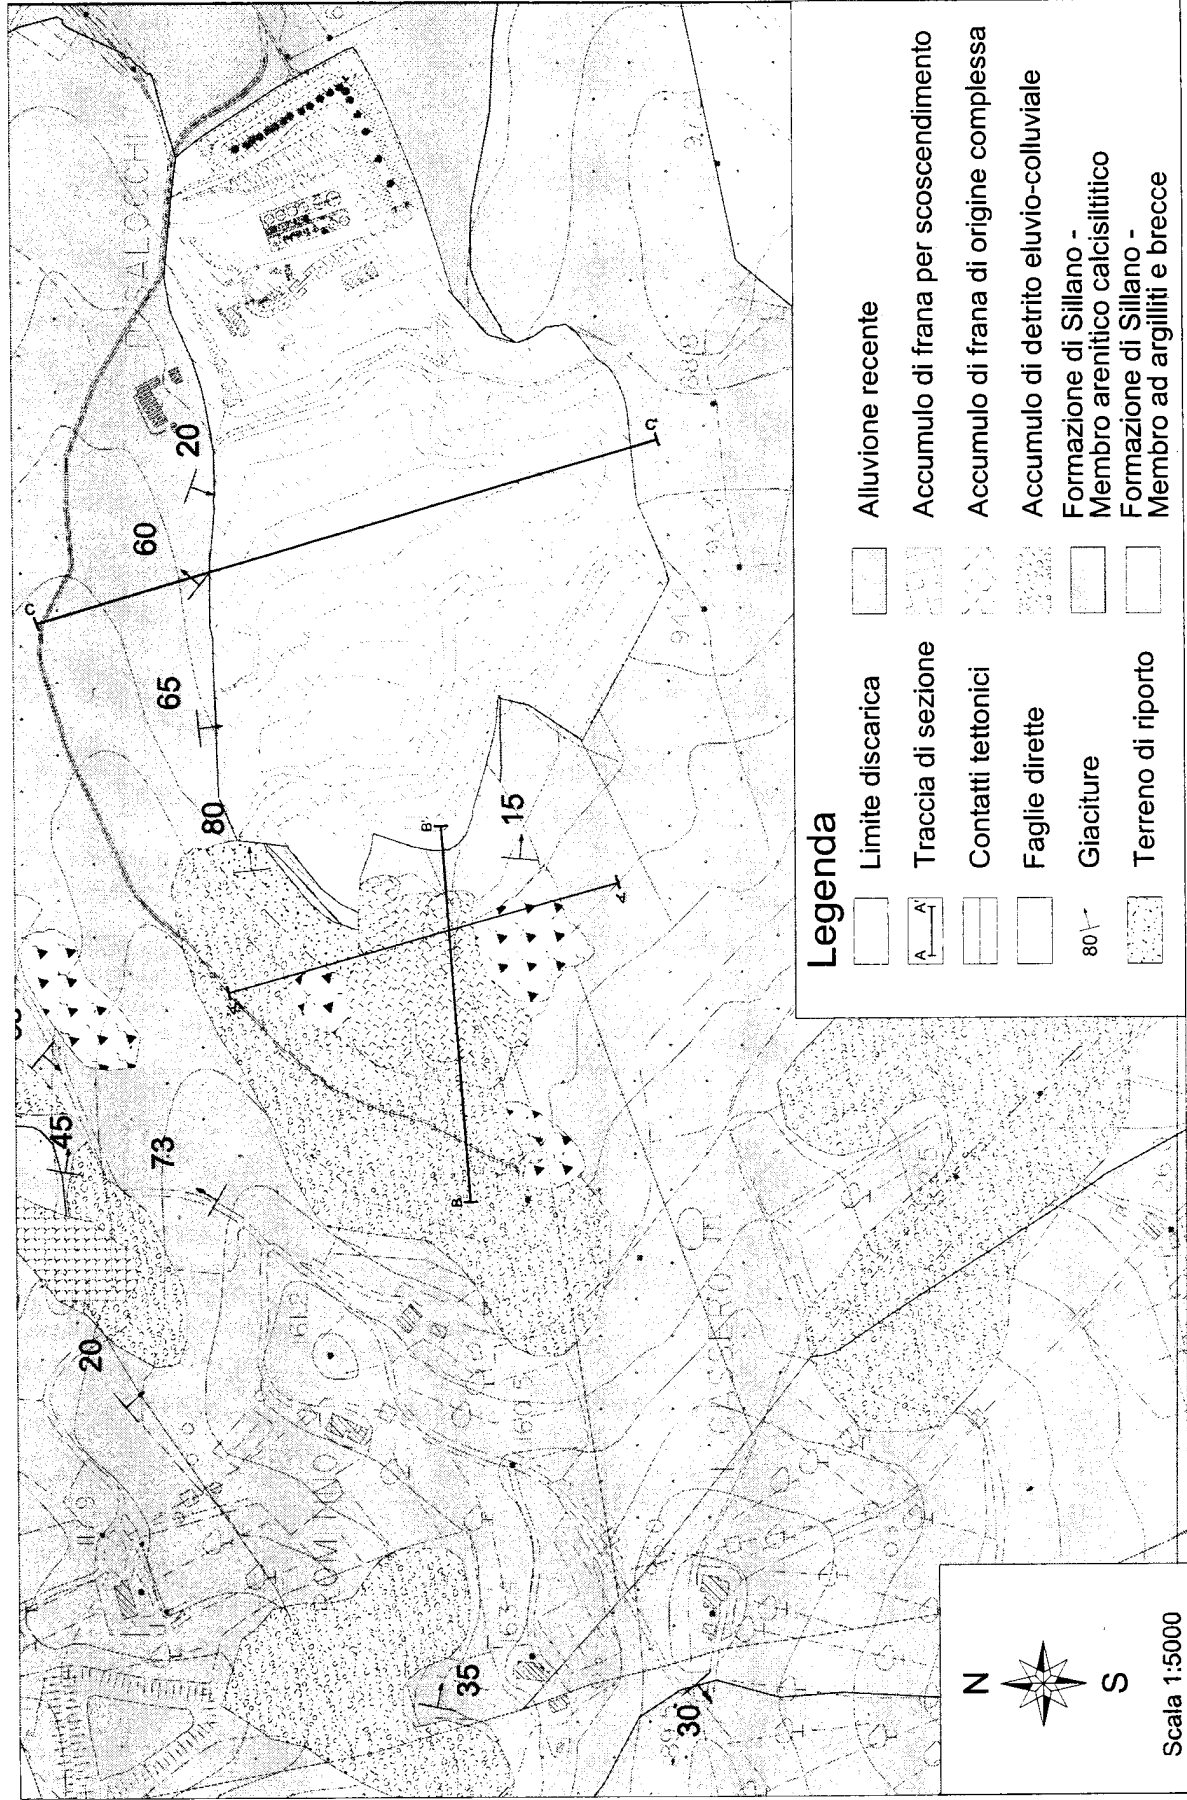 80
65
60
20
C
C'
73
45
20
B
B'
15
35
30
I CASTRO
Legenda
Limite discarica
A A'
Traccia di sezione
Contatti tettonici
Faglie dirette
80
Giaciture
Terreno di riporto
Alluvione recente
Accumulo di frana per scoscendimento
Accumulo di frana di origine complessa
Accumulo di detrito eluvio-colluviale
Formazione di Sillano -
Membro arenitico calcisiltitico
Formazione di Sillano -
Membro ad argilliti e brecce
N
S
Scala 1:5000